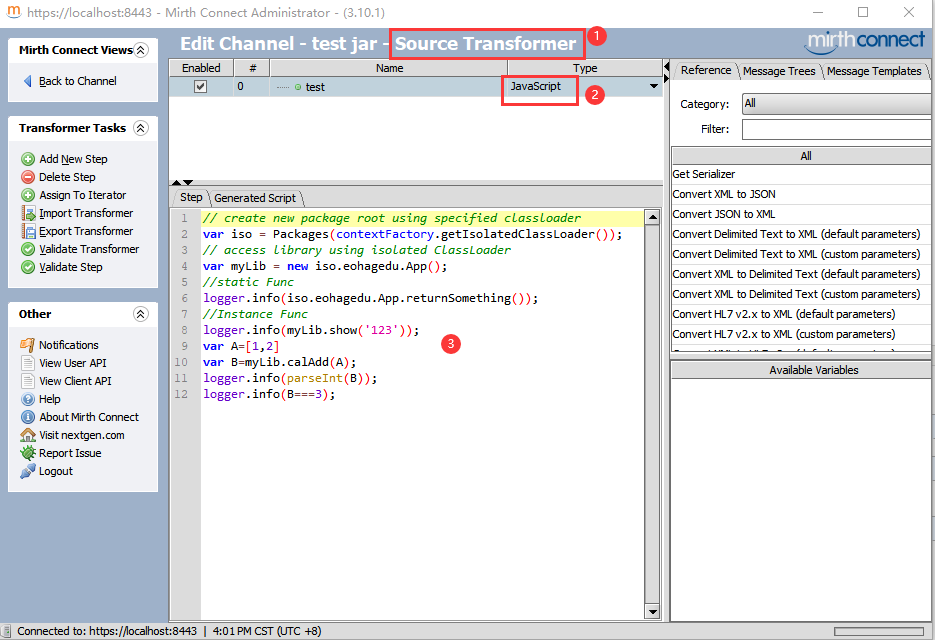 https://localhost:8443 - Mirth Connect Administrator - (3.10.1)
Mirth Connect Views
Back to Channel
Transformer Tasks
Add New Step
Delete Step
Assign To Iterator
Import Transformer
Export Transformer
Validate Transformer
Validate Step
Other
Notifications
View User API
View Client API
Help
About Mirth Connect
Visit nextgen.com
Report Issue
Logout
Edit Channel - test jar - Source Transformer
1
mirthconnect
Enabled # Name Type
0 test JavaScript
2
Step Generated Script
1 // create new package root using specified classloader
2 var iso = Packages(contextFactory.getIsolatedClassLoader());
3 // access library using isolated ClassLoader
4 var myLib = new iso.eohagedu.App();
5 //static Func
6 logger.info(iso.eohagedu.App.returnSomething());
7 //Instance Func
8 logger.info(myLib.show('123'));
9 var A=[1,2]
10 var B=myLib.calAdd(A);
11 logger.info(parseInt(B));
12 logger.info(B===3);
3
Reference Message Trees Message Templates
Category: All
Filter:
All
Get Serializer
Convert XML to JSON
Convert JSON to XML
Convert Delimited Text to XML (default parameters)
Convert Delimited Text to XML (custom parameters)
Convert XML to Delimited Text (default parameters)
Convert XML to Delimited Text (custom parameters)
Convert HL7 v2.x to XML (default parameters)
Convert HL7 v2.x to XML (custom parameters)
Available Variables
Connected to: https://localhost:8443 | 4:01 PM CST (UTC +8)